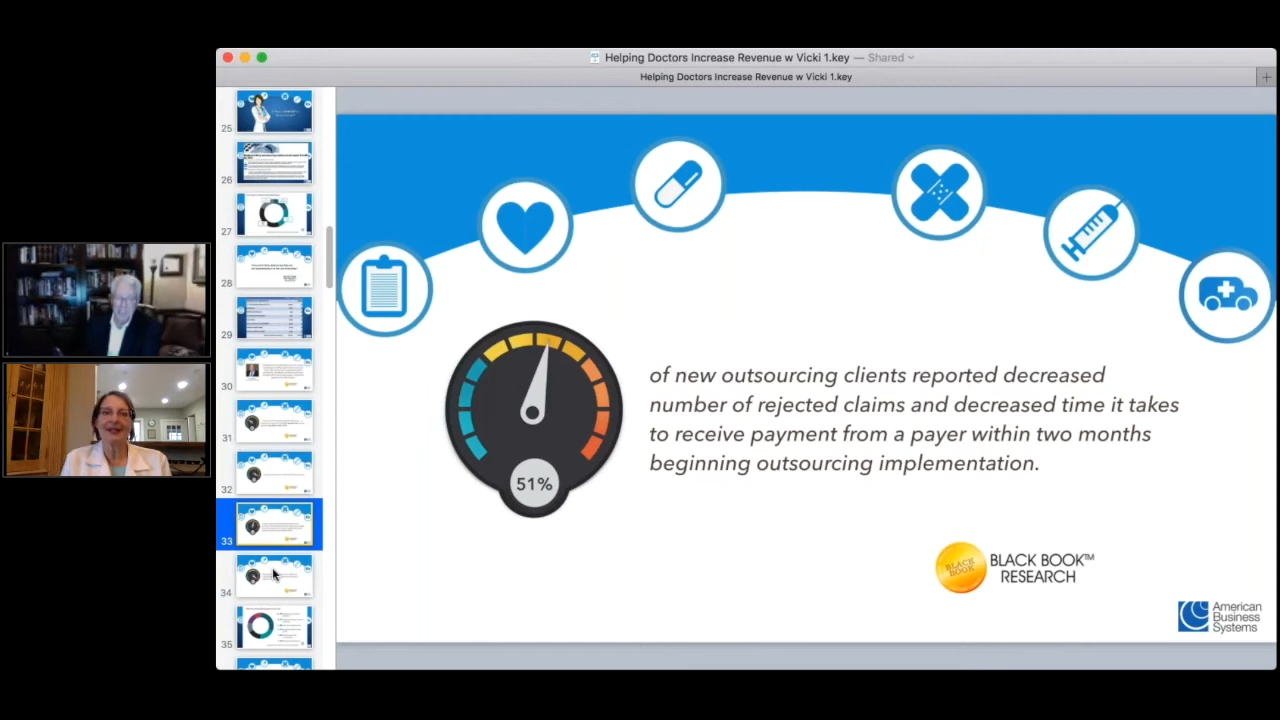 Helping Doctors Increase Revenue w Vicki 1.key — Shared
Helping Doctors Increase Revenue w Vicki 1.key
25
26
27
28
29
30
31
32
33
34
35
51%
of new outsourcing clients reported decreased
number of rejected claims and decreased time it takes
to receive payment from a payer within two months
beginning outsourcing implementation.
BLACK BOOK
BLACK BOOK™
RESEARCH
American
Business
Systems